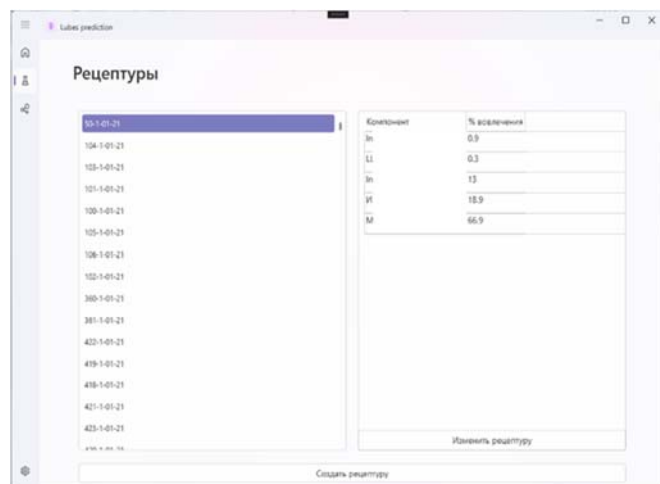 Lubes prediction
Рецептуры
50-1-01-21
104-1-01-21
103-1-01-21
101-1-01-21
100-1-01-21
105-1-01-21
106-1-01-21
102-1-01-21
360-1-01-21
381-1-01-21
422-1-01-21
419-1-01-21
418-1-01-21
421-1-01-21
423-1-01-21
Компонент % вовлечения
In 0.9
Li 0.3
In 13
И 18.9
М 66.9
Изменить рецептуру
Создать рецептуру